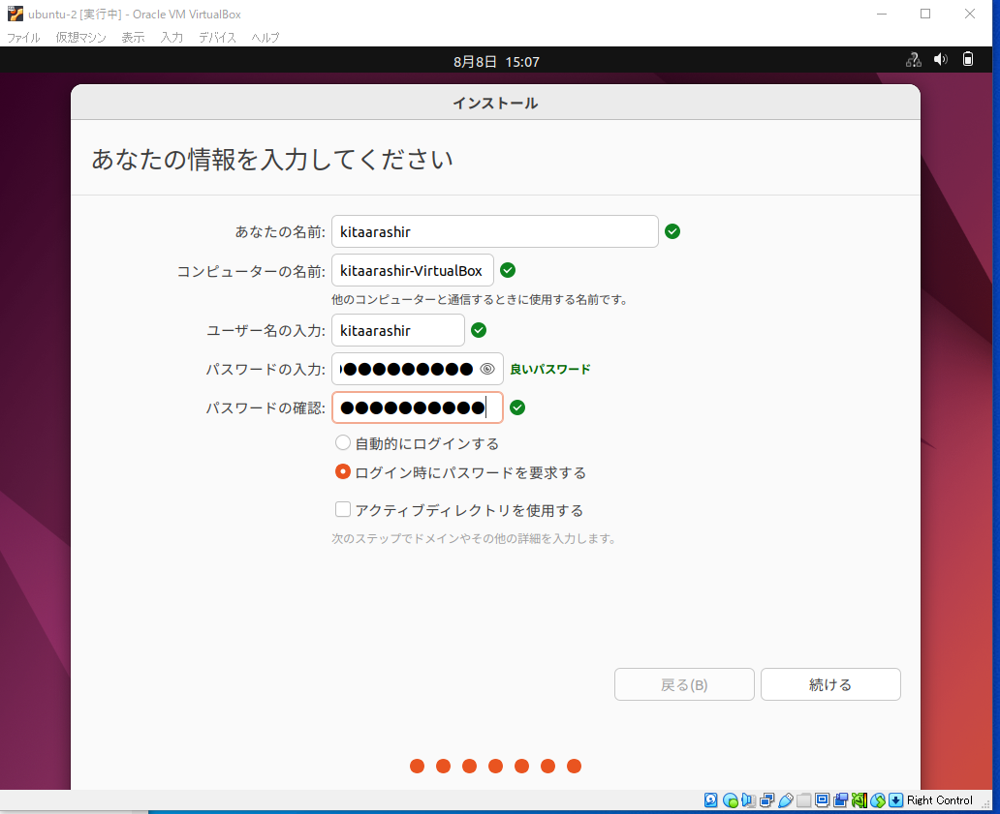 ubuntu-2 [実行中] - Oracle VM VirtualBox
ファイル 仮想マシン 表示 入力 デバイス ヘルプ
8月8日 15:07
インストール
あなたの情報を入力してください
あなたの名前: kitaarashir
コンピューターの名前: kitaarashir-VirtualBox
他のコンピューターと通信するときに使用する名前です。
ユーザー名の入力: kitaarashir
パスワードの入力: ●●●●●●●●●● 良いパスワード
パスワードの確認: ●●●●●●●●●●
自動的にログインする
ログイン時にパスワードを要求する
アクティブディレクトリを使用する
次のステップでドメインやその他の詳細を入力します。
戻る(B) 続ける
Right Control